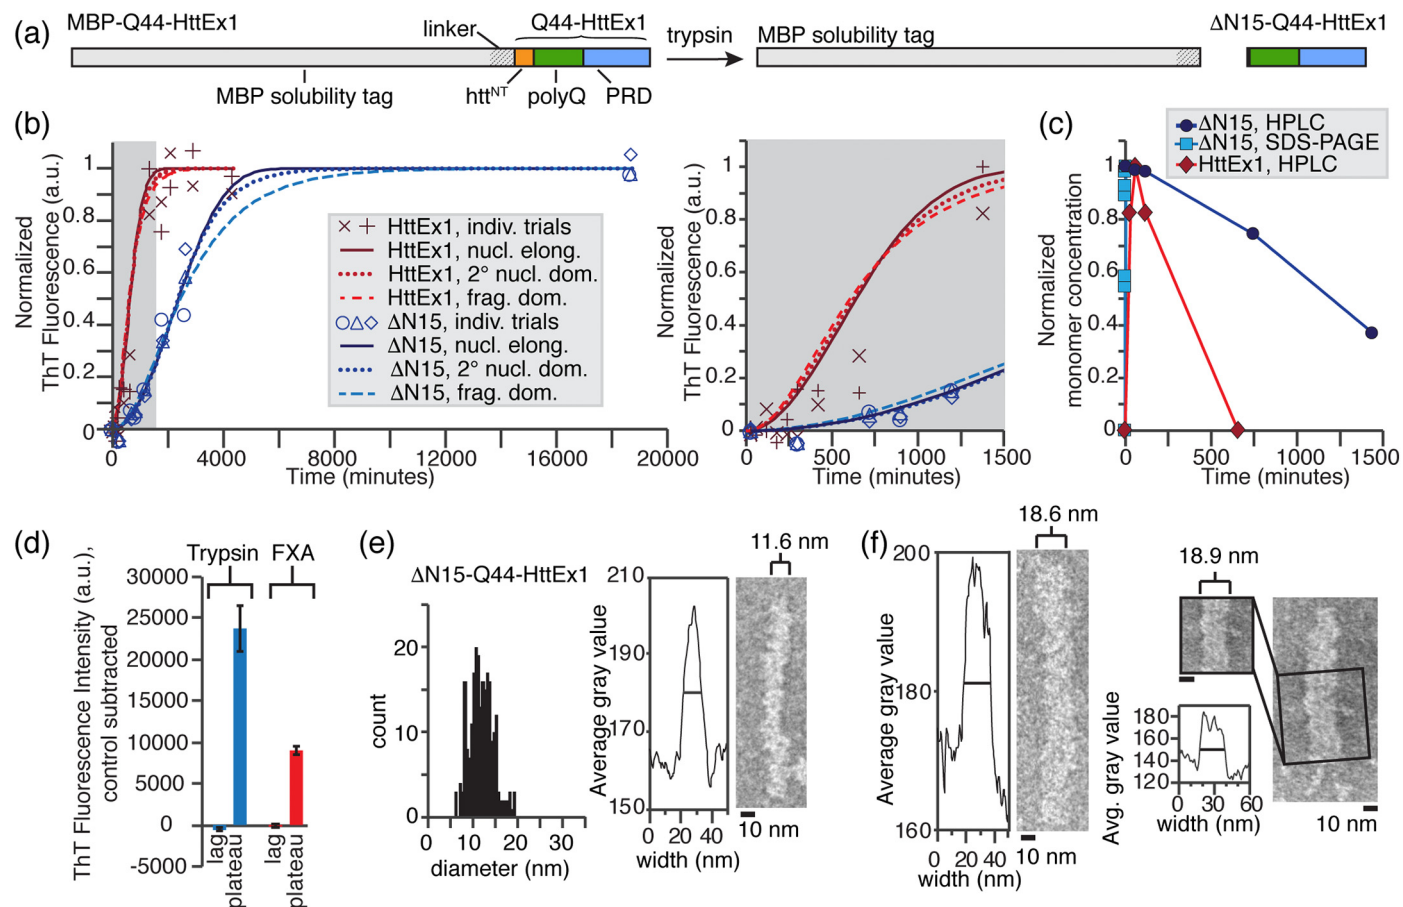 (a)
MBP-Q44-HttEx1
linker
Q44-HttEx1
trypsin
MBP solubility tag
ΔN15-Q44-HttEx1
MBP solubility tag
htt^NT
polyQ
PRD
(b)
Normalized
ThT Fluorescence (a.u.)
1
0.8
0.6
0.4
0.2
0
0
4000
8000
12000
16000
20000
Time (minutes)
HttEx1, indiv. trials
HttEx1, nucl. elong.
HttEx1, 2° nucl. dom.
HttEx1, frag. dom.
ΔN15, indiv. trials
ΔN15, nucl. elong.
ΔN15, 2° nucl. dom.
ΔN15, frag. dom.
Normalized
ThT Fluorescence (a.u.)
1
0.8
0.6
0.4
0.2
0
0
500
1000
1500
Time (minutes)
(c)
ΔN15, HPLC
ΔN15, SDS-PAGE
HttEx1, HPLC
Normalized
monomer concentration
1
0.8
0.6
0.4
0.2
0
0
500
1000
1500
Time (minutes)
(d)
Trypsin
FXA
ThT Fluorescence Intensity (a.u.),
control subtracted
30000
25000
20000
15000
10000
5000
0
-5000
lag
plateau
lag
plateau
(e)
ΔN15-Q44-HttEx1
count
20
10
0
0
10
20
30
diameter (nm)
Average gray value
210
190
170
150
0
20
40
width (nm)
11.6 nm
10 nm
(f)
Average gray value
200
180
160
0
20
40
width (nm)
18.6 nm
10 nm
18.9 nm
Avg. gray value
180
160
140
120
0
30
60
width (nm)
10 nm